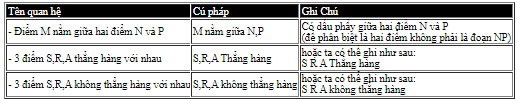 Tên quan hệ Cú pháp Ghi Chú
- Điểm M nằm giữa hai điểm N và P M nằm giữa N,P Có dấu phẩy giữa hai điểm N và P
(để phân biệt là hai điểm không phải là đoạn NP)
- 3 điểm S,R,A thẳng hàng với nhau S,R,A Thẳng hàng hoặc ta có thể ghi như sau:
S R A Thẳng hàng
- 3 điểm S,R,A không thẳng hàng với nhau S,R,A không thẳng hàng hoặc ta có thể ghi như sau:
S R A không thẳng hàng